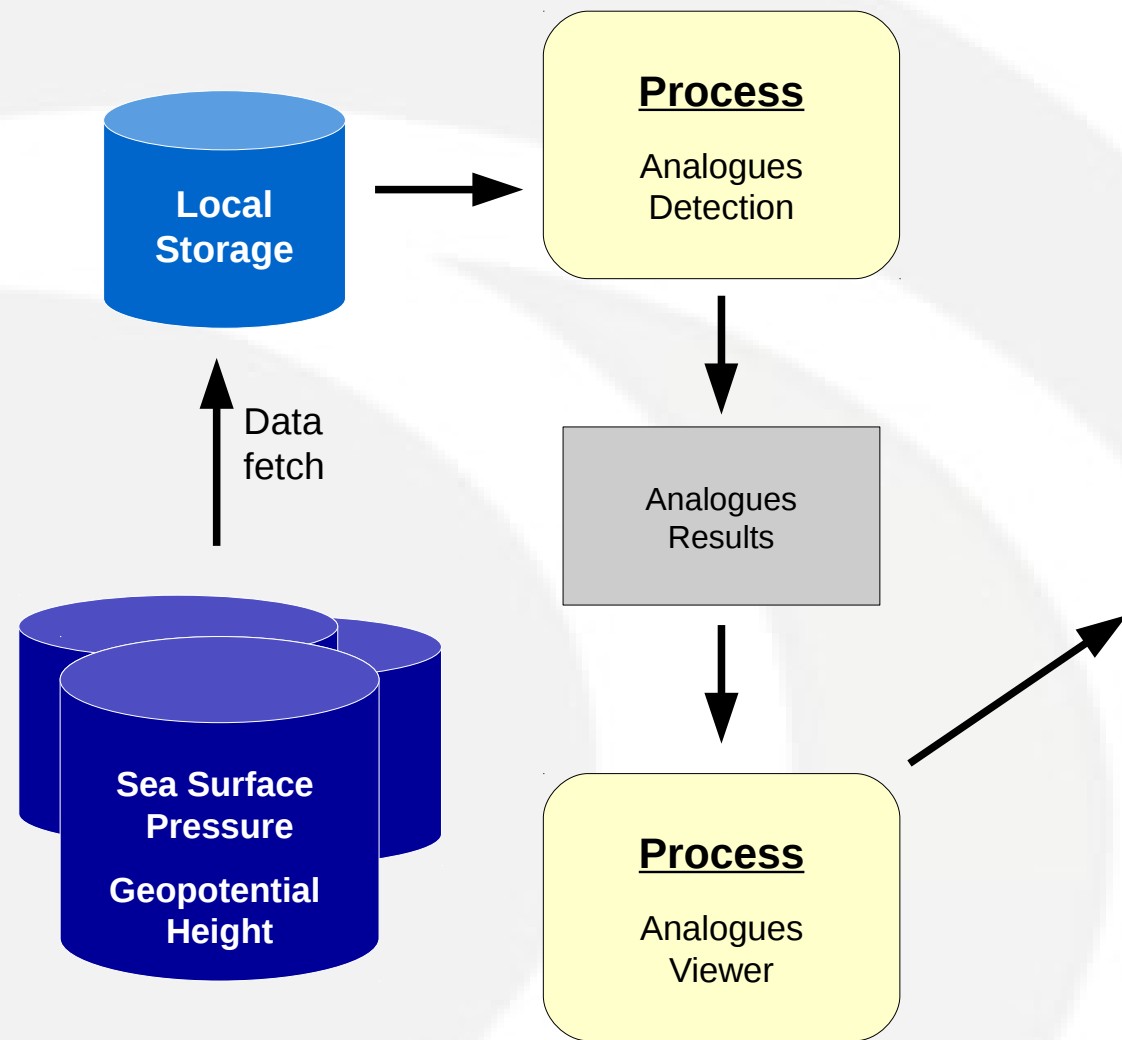 Local
Storage
Process
Analogues
Detection
Data
fetch
Analogues
Results
Sea Surface
Pressure
Geopotential
Height
Process
Analogues
Viewer